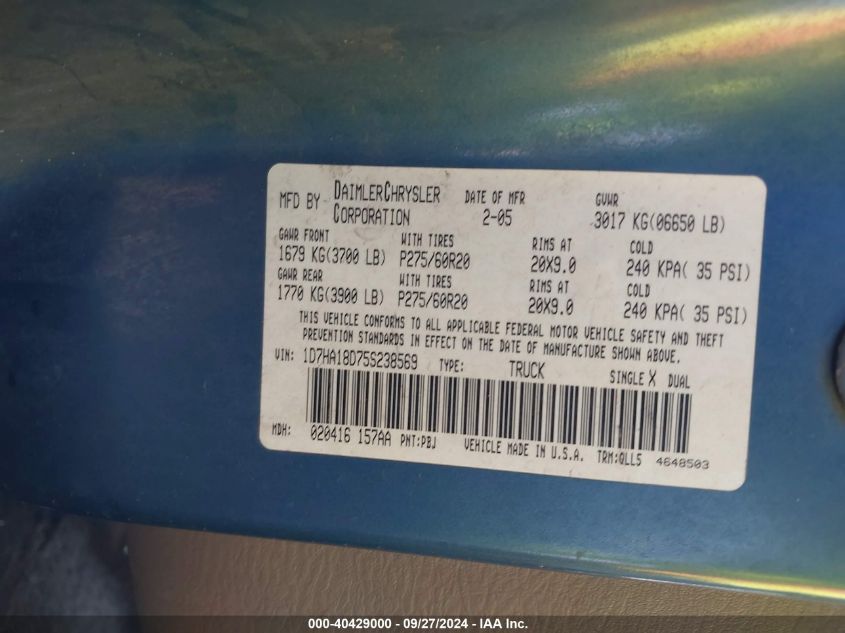 MFD BY DAIMLERCHRYSLER CORPORATION DATE OF MFR 2-05 GVWR 3017 KG(06650 LB)
GAWR FRONT WITH TIRES RIMS AT COLD
1679 KG(3700 LB) P275/60R20 20X9.0 240 KPA( 35 PSI)
GAWR REAR WITH TIRES RIMS AT COLD
1770 KG(3900 LB) P275/60R20 20X9.0 240 KPA( 35 PSI)
THIS VEHICLE CONFORMS TO ALL APPLICABLE FEDERAL MOTOR VEHICLE SAFETY AND THEFT
PREVENTION STANDARDS IN EFFECT ON THE DATE OF MANUFACTURE SHOWN ABOVE.
VIN: 1D7HA18D75S238569 TYPE: TRUCK SINGLE X DUAL
MDH: 020416 157AA PNT:PBJ VEHICLE MADE IN U.S.A. TRM:QLL5 4648503
000-40429000 - 09/27/2024 - IAA Inc.